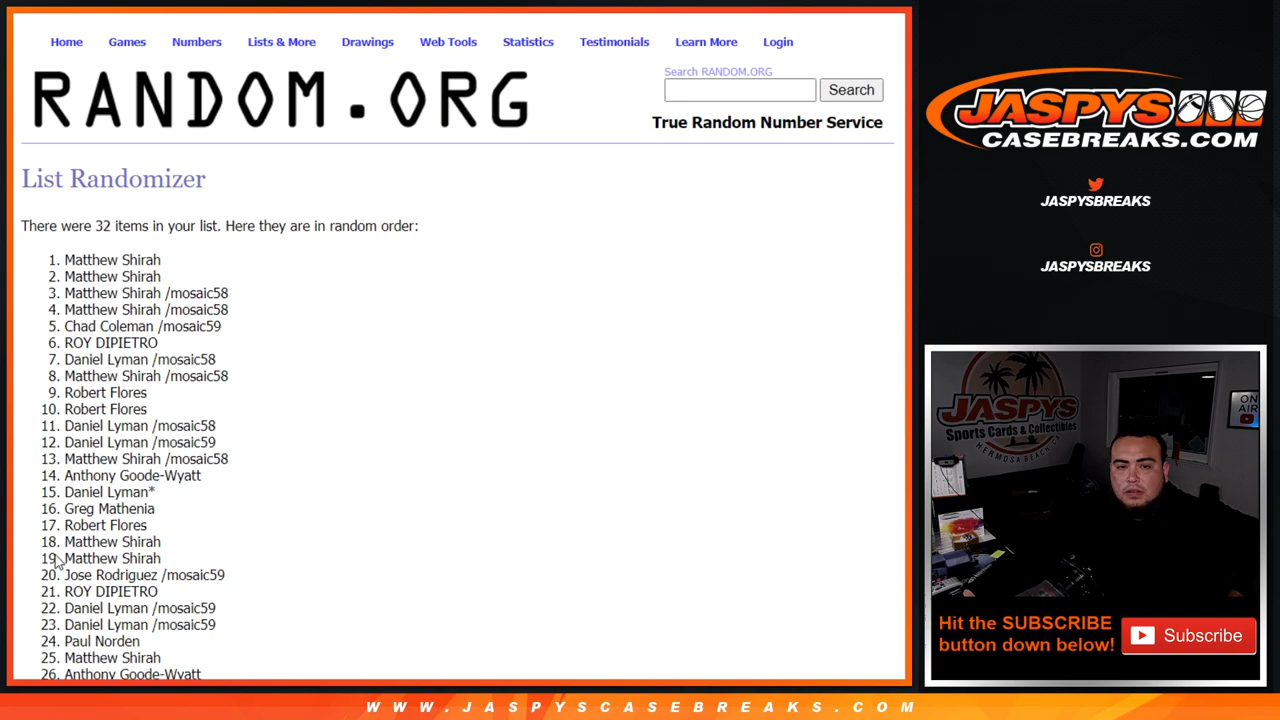 Home Games Numbers Lists & More Drawings Web Tools Statistics Testimonials Learn More Login
RANDOM.ORG
Search RANDOM.ORG
Search
True Random Number Service
List Randomizer
There were 32 items in your list. Here they are in random order:
1. Matthew Shirah
2. Matthew Shirah
3. Matthew Shirah /mosaic58
4. Matthew Shirah /mosaic58
5. Chad Coleman /mosaic59
6. ROY DIPIETRO
7. Daniel Lyman /mosaic58
8. Matthew Shirah /mosaic58
9. Robert Flores
10. Robert Flores
11. Daniel Lyman /mosaic58
12. Daniel Lyman /mosaic59
13. Matthew Shirah /mosaic58
14. Anthony Goode-Wyatt
15. Daniel Lyman*
16. Greg Mathenia
17. Robert Flores
18. Matthew Shirah
19. Matthew Shirah
20. Jose Rodriguez /mosaic59
21. ROY DIPIETRO
22. Daniel Lyman /mosaic59
23. Daniel Lyman /mosaic59
24. Paul Norden
25. Matthew Shirah
26. Anthony Goode-Wyatt
JASPYS
CASEBREAKS.COM
JASPYSBREAKS
JASPYSBREAKS
JASPYS
Sports Cards & Collectibles
HERMOSA BEACH, CA
ON
AIR
Hit the SUBSCRIBE
button down below!
Subscribe
WWW.JASPYSCASEBREAKS.COM